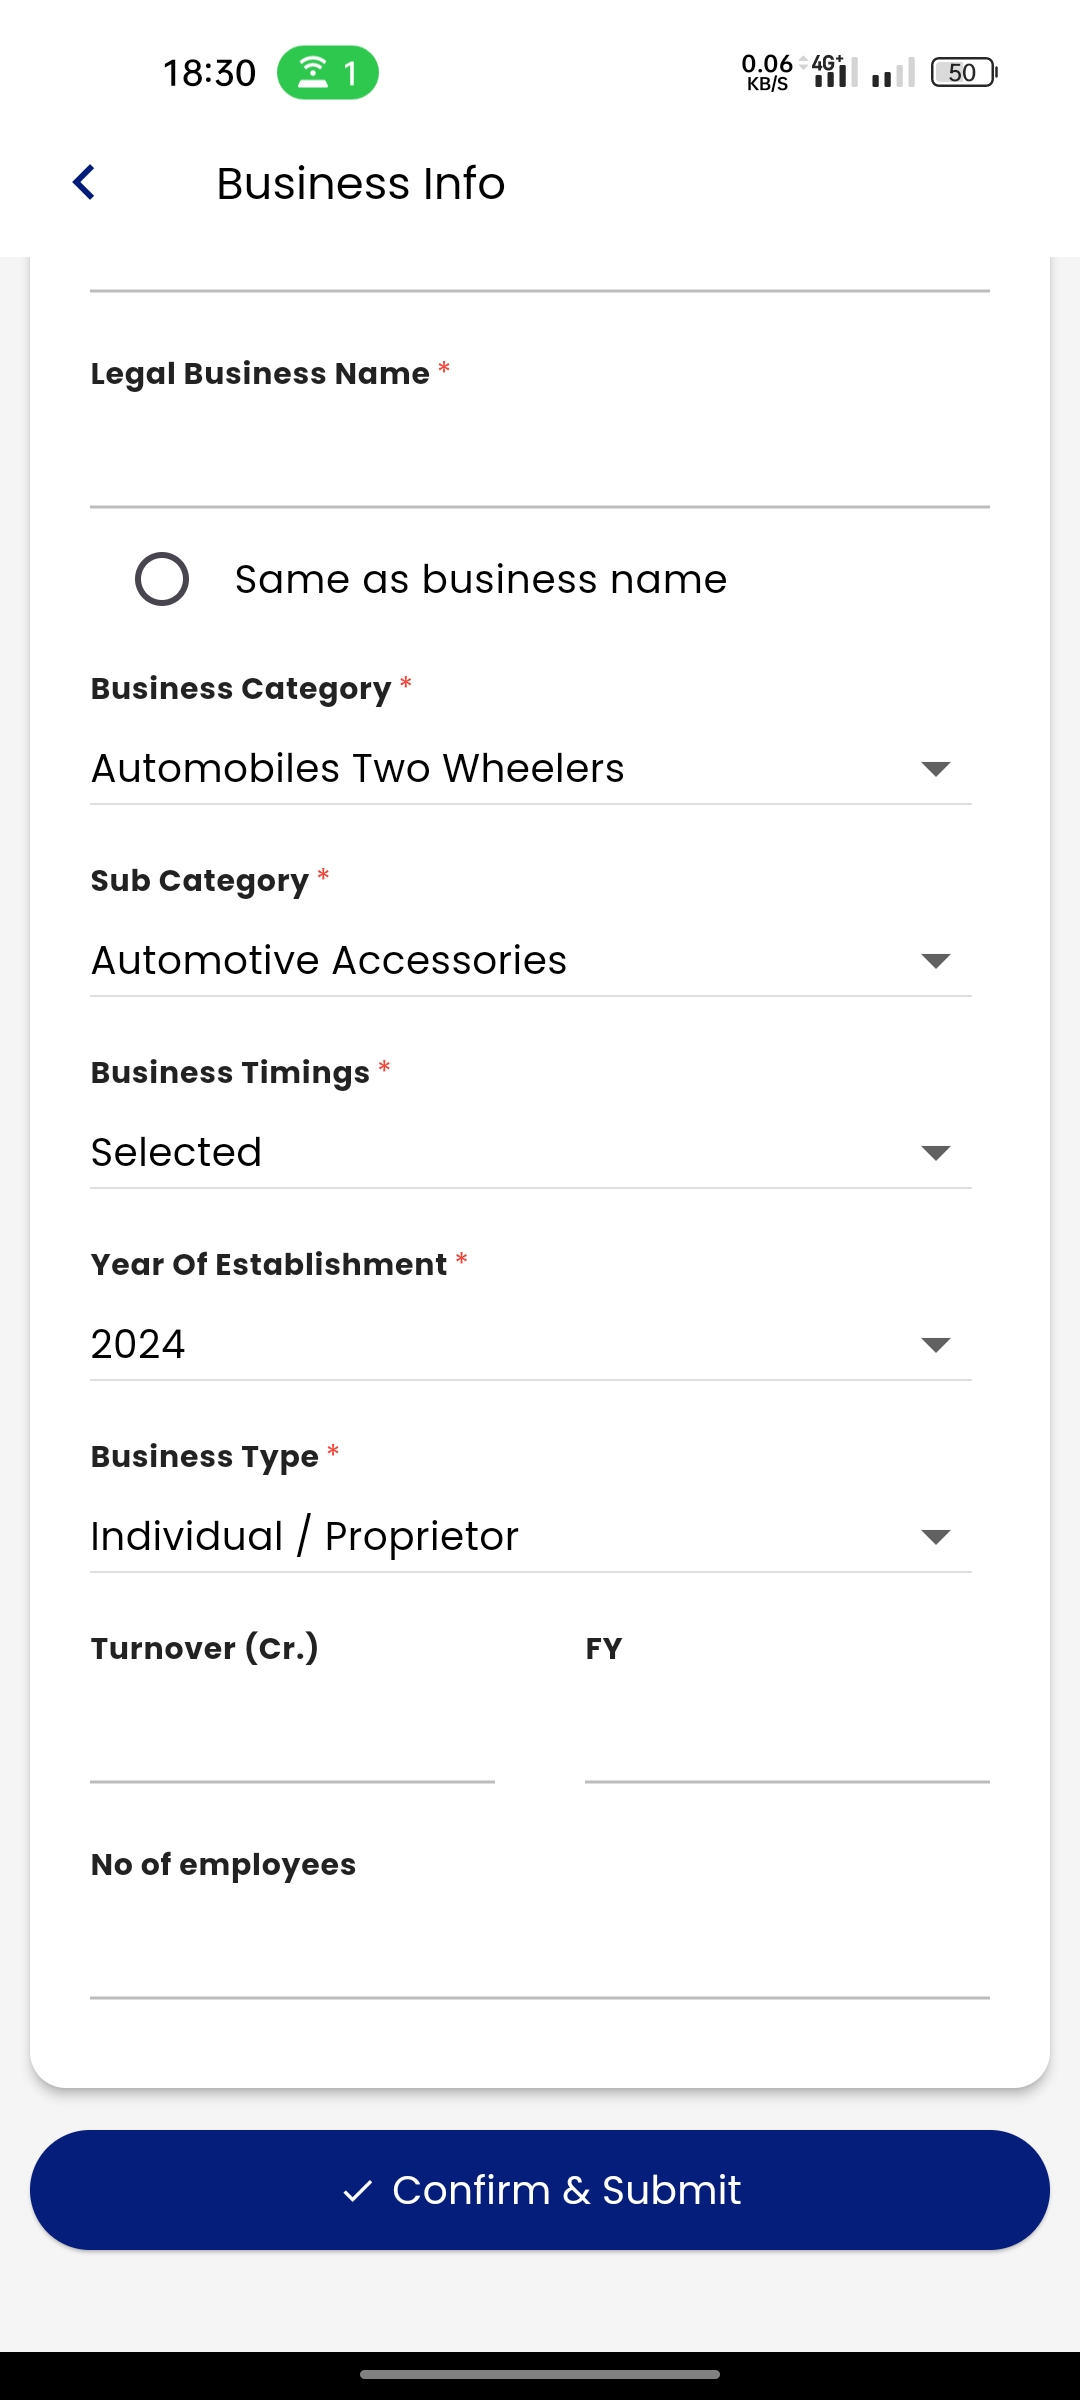 18:30 1 0.06 KB/S 4G+ 50
Business Info
Legal Business Name *
Same as business name
Business Category *
Automobiles Two Wheelers
Sub Category *
Automotive Accessories
Business Timings *
Selected
Year Of Establishment *
2024
Business Type *
Individual / Proprietor
Turnover (Cr.) FY
No of employees
Confirm & Submit